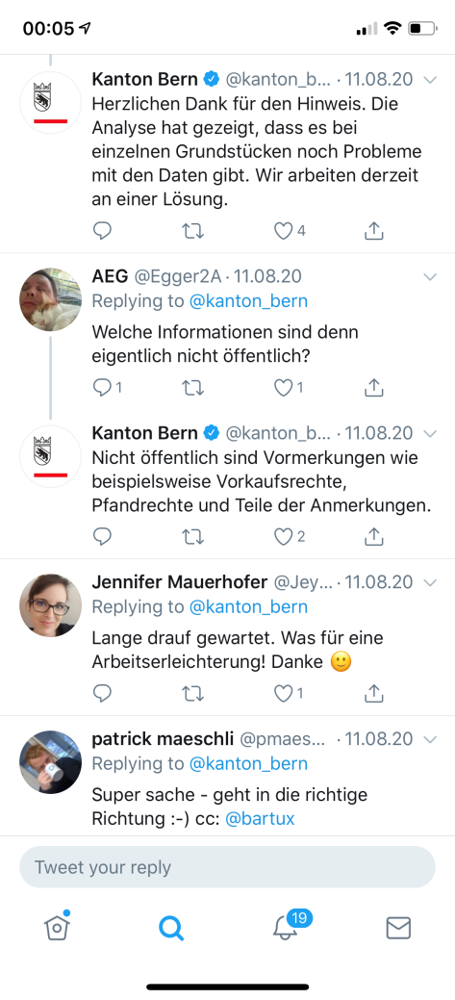 00:05
Kanton Bern @kanton_b... · 11.08.20
Herzlichen Dank für den Hinweis. Die
Analyse hat gezeigt, dass es bei
einzelnen Grundstücken noch Probleme
mit den Daten gibt. Wir arbeiten derzeit
an einer Lösung.
4
AEG @Egger2A · 11.08.20
Replying to @kanton_bern
Welche Informationen sind denn
eigentlich nicht öffentlich?
1 1
Kanton Bern @kanton_b... · 11.08.20
Nicht öffentlich sind Vormerkungen wie
beispielsweise Vorkaufsrechte,
Pfandrechte und Teile der Anmerkungen.
2
Jennifer Mauerhofer @Jey... · 11.08.20
Replying to @kanton_bern
Lange drauf gewartet. Was für eine
Arbeitserleichterung! Danke 🙂
1
patrick maeschli @pmaes... · 11.08.20
Replying to @kanton_bern
Super sache - geht in die richtige
Richtung :-) cc: @bartux
Tweet your reply
19